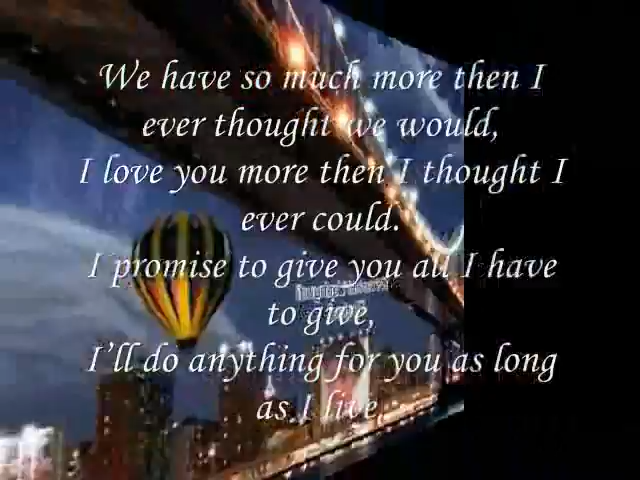 We have so much more then I
ever thought we would,
I love you more then I thought I
ever could.
I promise to give you all I have
to give,
I'll do anything for you as long
as I live